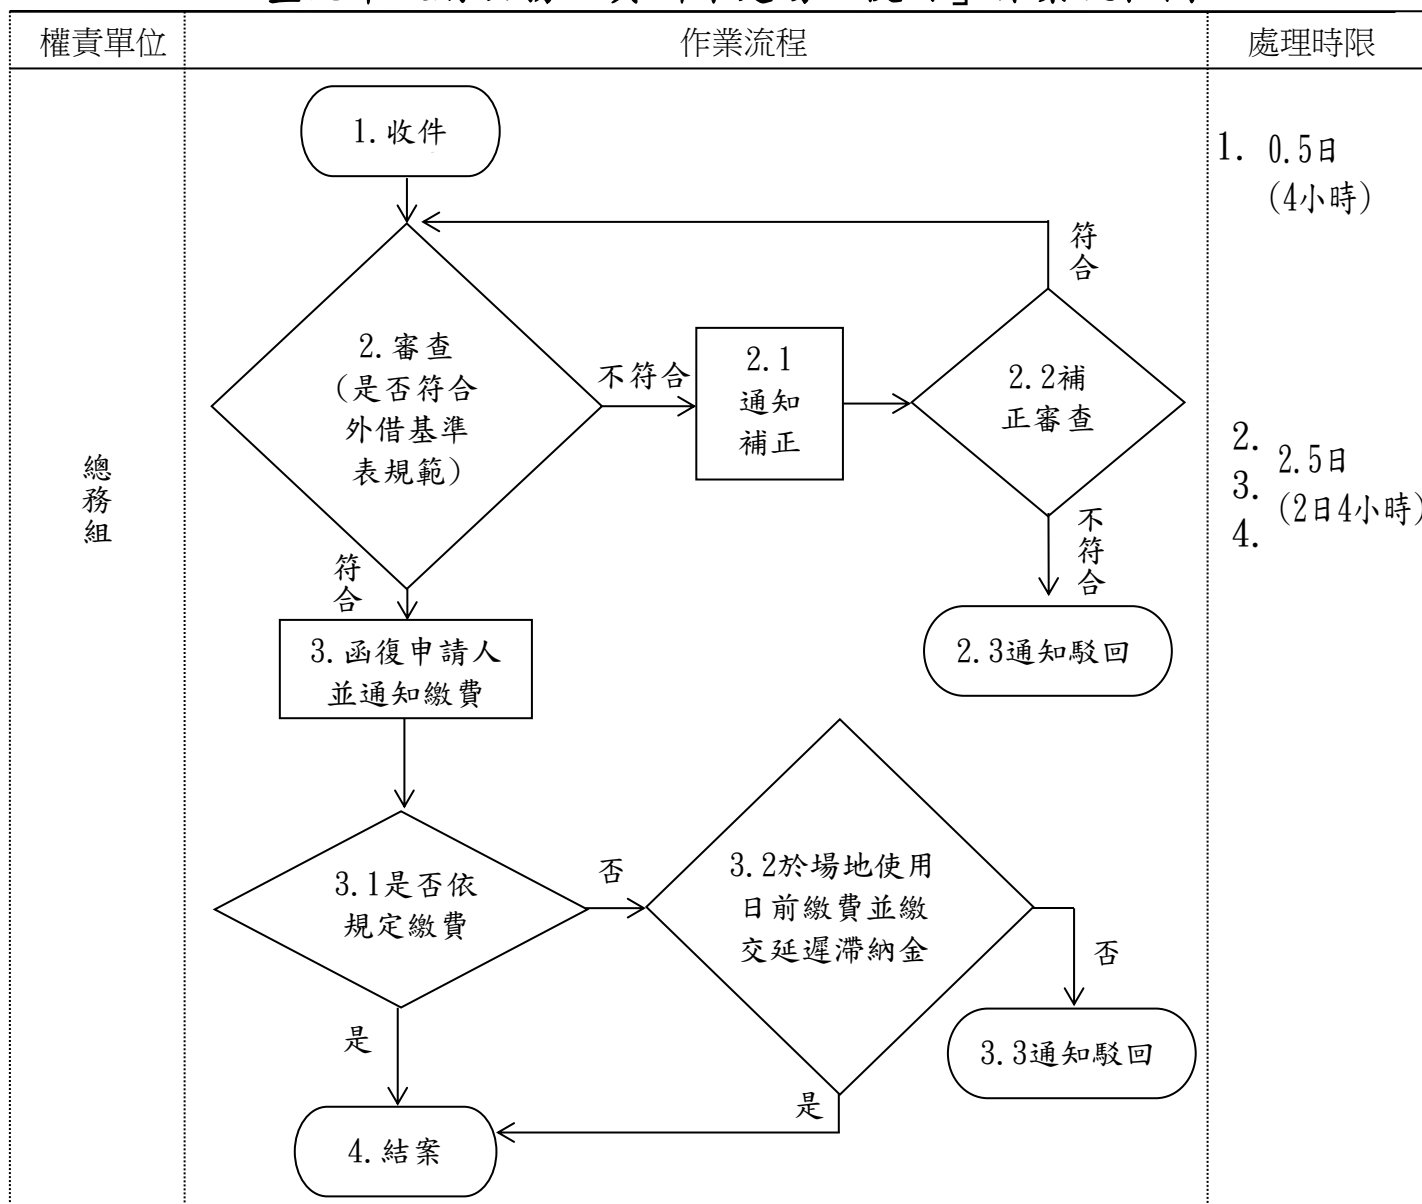 權責單位
作業流程
處理時限
1.收件
1. 0.5日
(4小時)
符合
2.審查
(是否符合
外借基準
表規範)
不符合
2.1
通知
補正
2.2補
正審查
總務組
2.
3.
4.
2.5日
(2日4小時)
符合
不符合
3.函復申請人
並通知繳費
2.3通知駁回
3.1是否依
規定繳費
否
3.2於場地使用
日前繳費並繳
交延遲滯納金
否
是
3.3通知駁回
是
4.結案